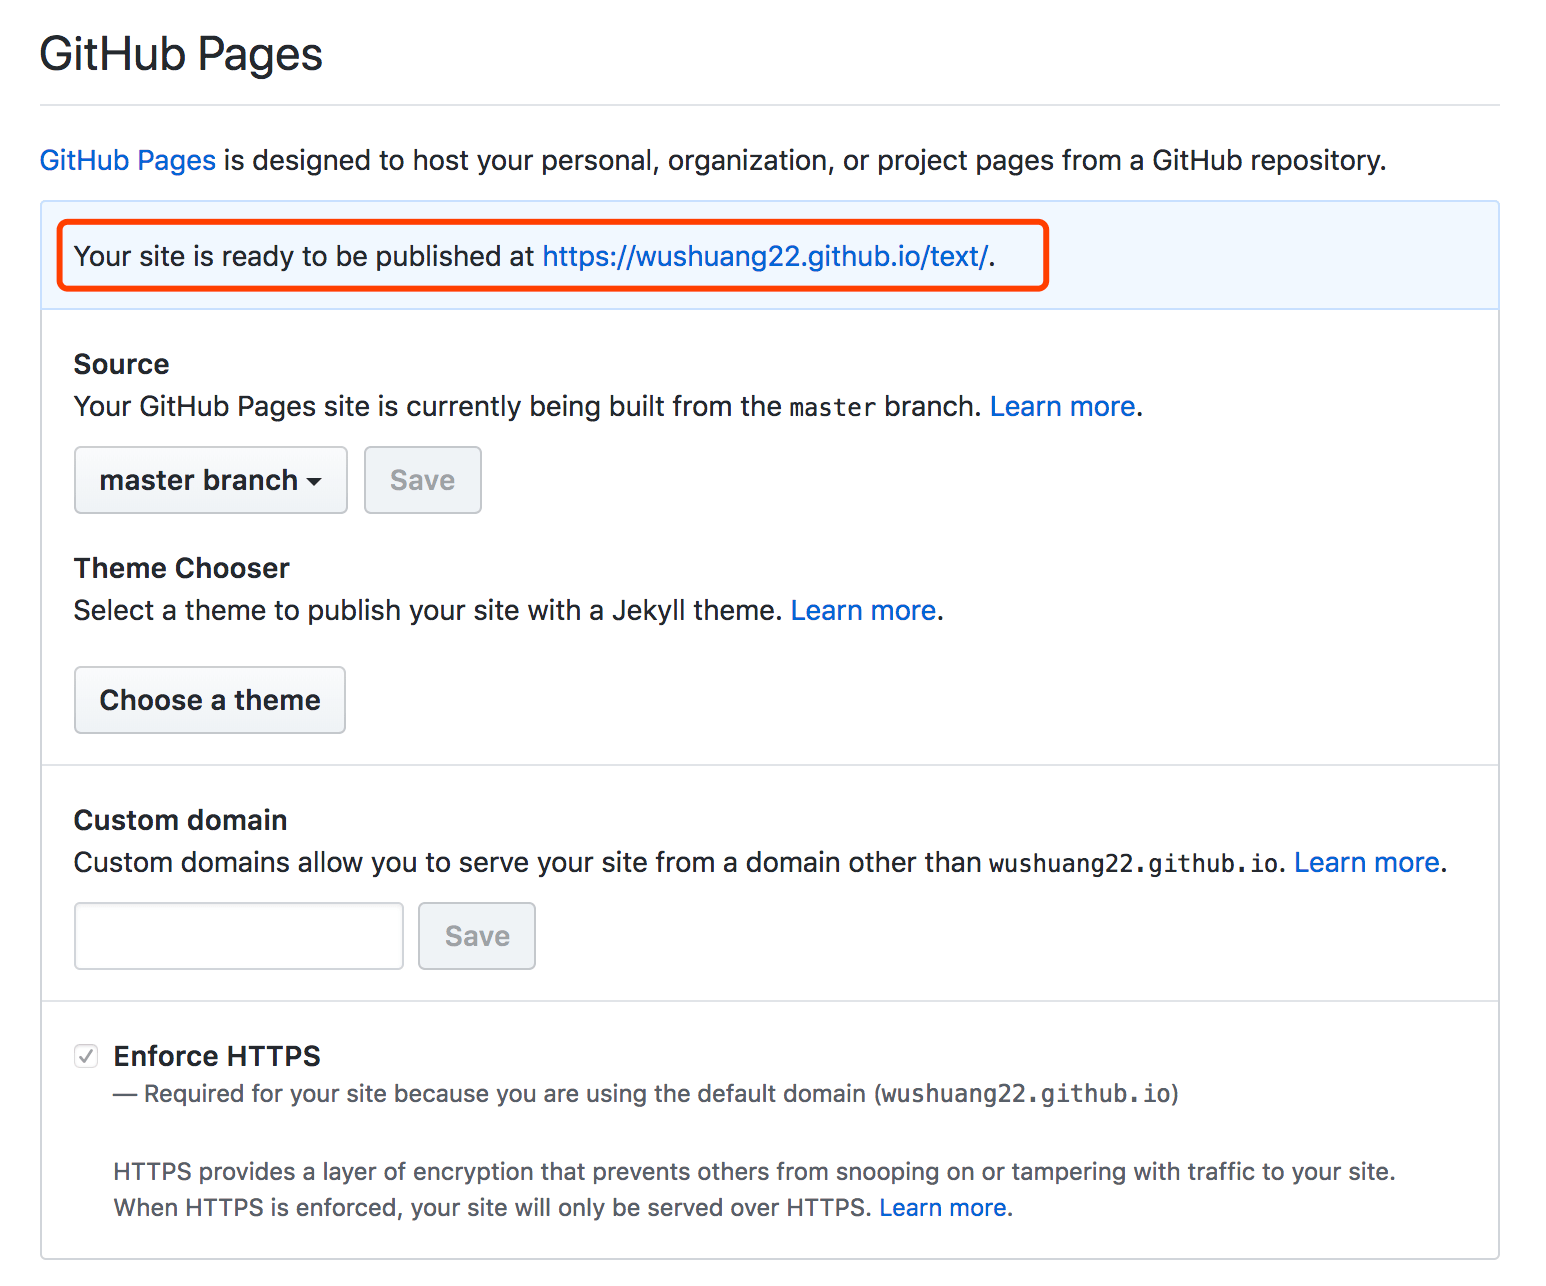 GitHub Pages
GitHub Pages is designed to host your personal, organization, or project pages from a GitHub repository.
Your site is ready to be published at https://wushuang22.github.io/text/.
Source
Your GitHub Pages site is currently being built from the master branch. Learn more.
master branch Save
Theme Chooser
Select a theme to publish your site with a Jekyll theme. Learn more.
Choose a theme
Custom domain
Custom domains allow you to serve your site from a domain other than wushuang22.github.io. Learn more.
Save
Enforce HTTPS
— Required for your site because you are using the default domain (wushuang22.github.io)
HTTPS provides a layer of encryption that prevents others from snooping on or tampering with traffic to your site.
When HTTPS is enforced, your site will only be served over HTTPS. Learn more.